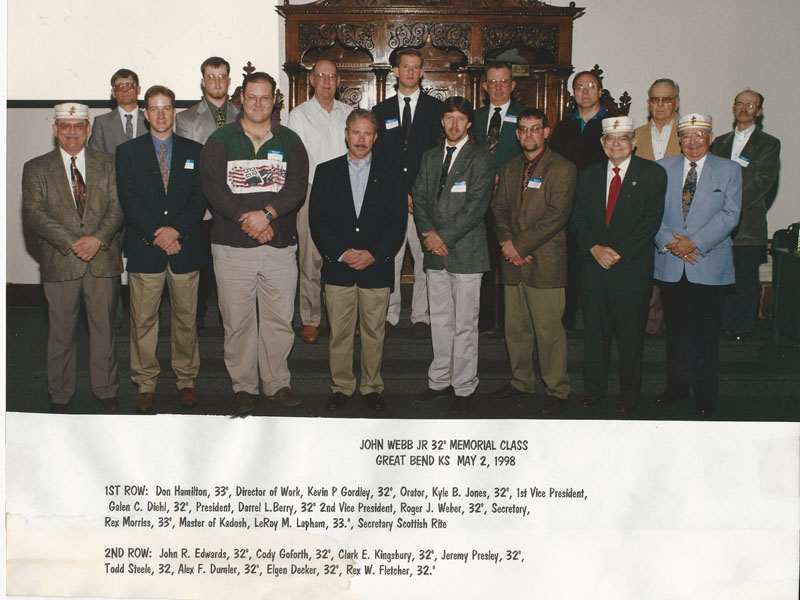 JOHN WEBB JR 32° MEMORIAL CLASS
GREAT BEND KS MAY 2, 1998
1ST ROW: Don Hamilton, 33°, Director of Work, Kevin P Gordley, 32°, Orator, Kyle B. Jones, 32°, 1st Vice President,
Galen C. Diehl, 32°, President, Darrel L.Berry, 32° 2nd Vice President, Roger J. Weber, 32°, Secretary,
Rex Morriss, 33°, Master of Kadosh, LeRoy M. Lapham, 33.°, Secretary Scottish Rite
2ND ROW: John R. Edwards, 32°, Cody Goforth, 32°, Clark E. Kingsbury, 32°, Jeremy Presley, 32°,
Todd Steele, 32, Alex F. Dumler, 32°, Elgen Decker, 32°, Rex W. Fletcher, 32.°